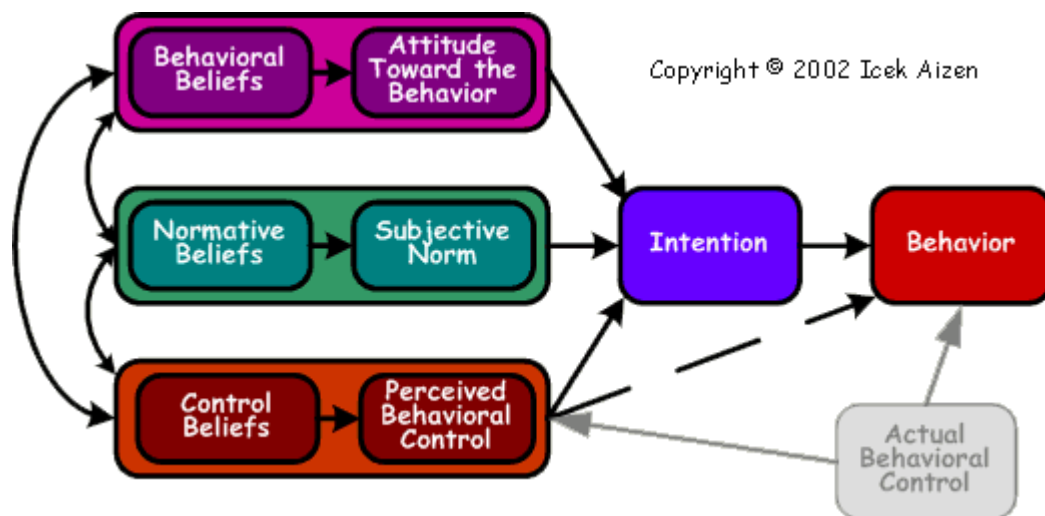 Behavioral
Beliefs
Attitude
Toward the
Behavior
Copyright © 2002 Icek Aizen
Normative
Beliefs
Subjective
Norm
Intention
Behavior
Control
Beliefs
Perceived
Behavioral
Control
Actual
Behavioral
Control